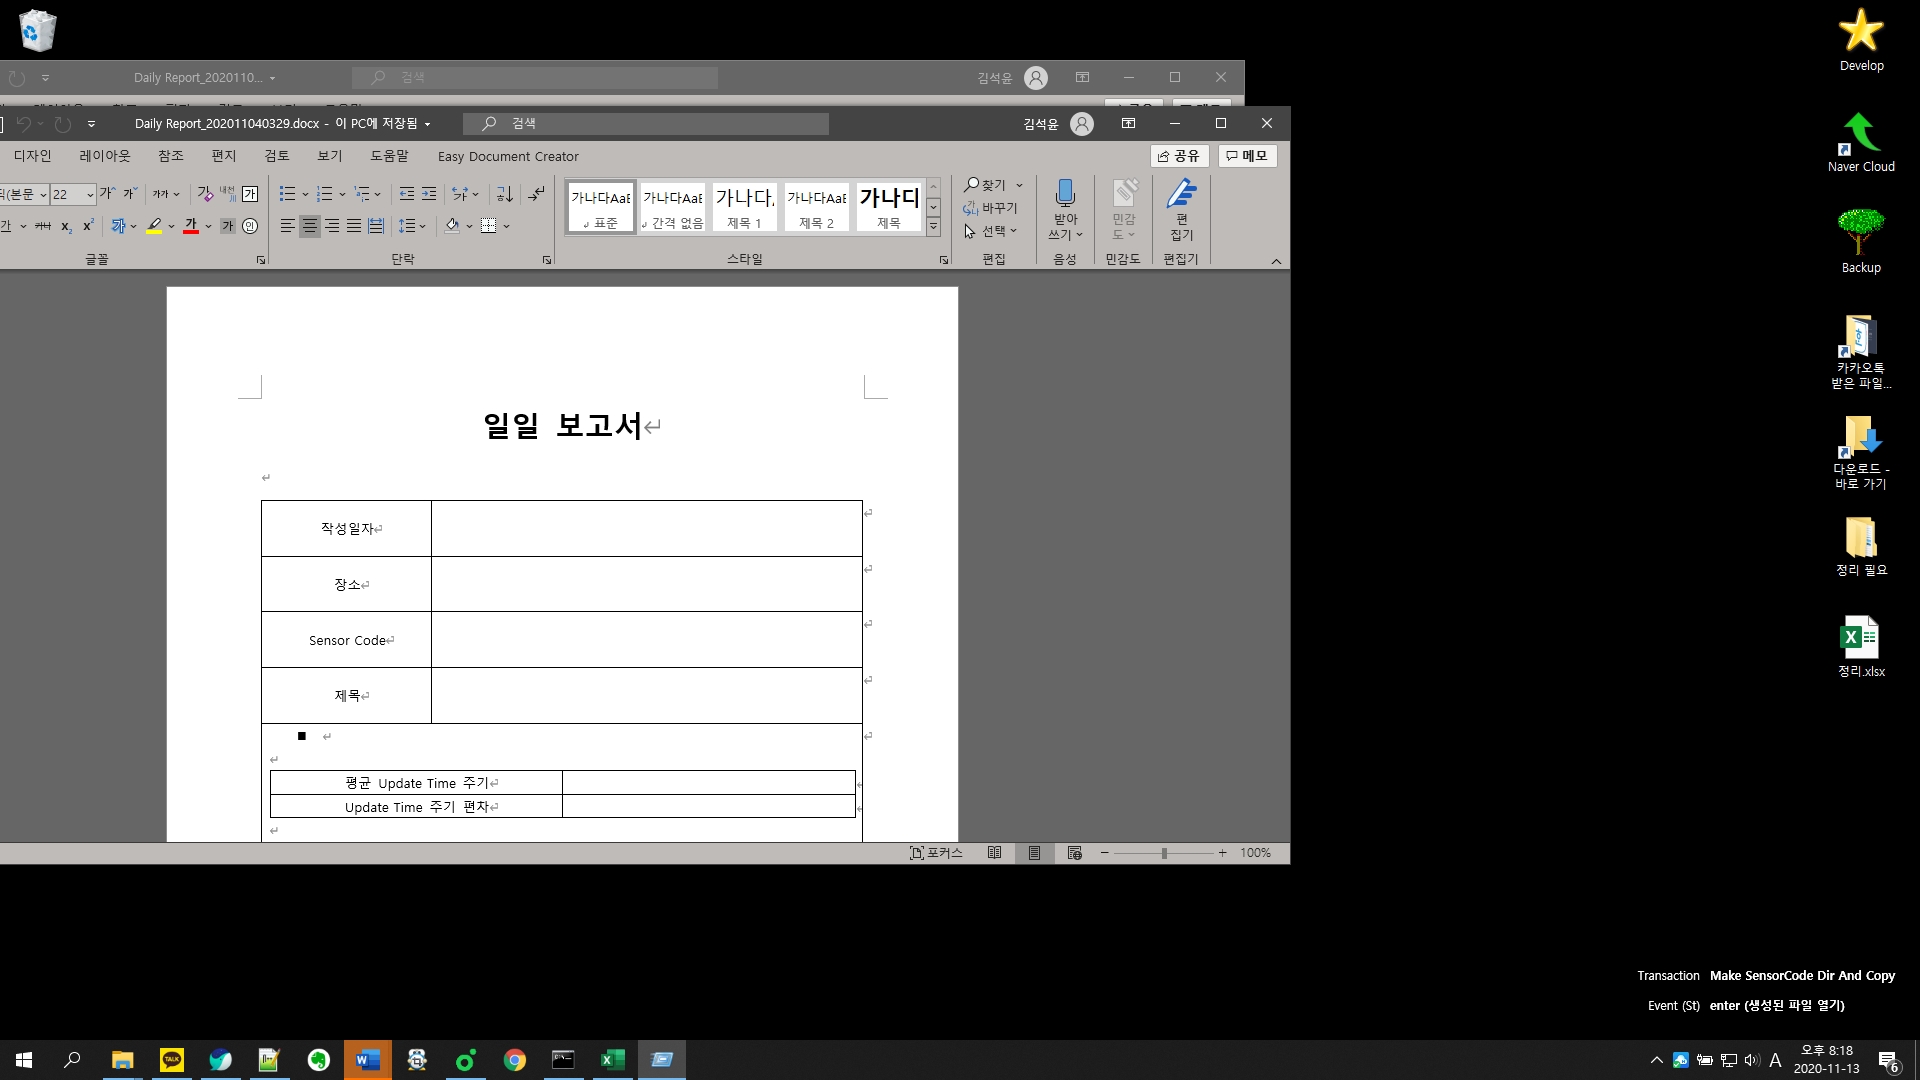 Daily Report_2020110...
검색
김석윤
Daily Report_202011040329.docx - 이 PC에 저장됨
검색
김석윤
디자인 레이아웃 참조 편지 검토 보기 도움말 Easy Document Creator
공유 메모
22
가나다AaE 가나다AaE 가나다, 가나다AaE 가나다
표준 간격 없음 제목 1 제목 2 제목
찾기
바꾸기
선택
받아
쓰기
민감
도
편
집기
글꼴 단락 스타일 편집 음성 민감도 편집기
일일 보고서
작성일자
장소
Sensor Code
제목
평균 Update Time 주기
Update Time 주기 편차
포커스 100%
Develop
Naver Cloud
Backup
카카오톡
받은 파일...
다운로드 -
바로 가기
정리 필요
정리.xlsx
Transaction Make SensorCode Dir And Copy
Event (St) enter (생성된 파일 열기)
TALK
A
오후 8:18
2020-11-13
6